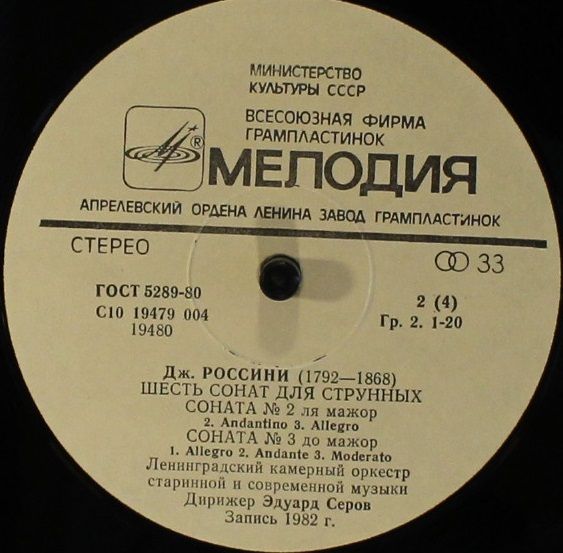 МИНИСТЕРСТВО
КУЛЬТУРЫ СССР
ВСЕСОЮЗНАЯ ФИРМА
ГРАМПЛАСТИНОК
® МЕЛОДИЯ
АПРЕЛЕВСКИЙ ОРДЕНА ЛЕНИНА ЗАВОД ГРАМПЛАСТИНОК
СТЕРЕО
33
ГОСТ 5289-80
С10 19479 004
19480
2 (4)
Гр. 2. 1-20
Дж. РОССИНИ (1792—1868)
ШЕСТЬ СОНАТ ДЛЯ СТРУННЫХ
СОНАТА № 2 ля мажор
2. Andantino 3. Allegro
СОНАТА № 3 до мажор
1. Allegro 2. Andante 3. Moderato
Ленинградский камерный оркестр
старинной и современной музыки
Дирижер Эдуард Серов
Запись 1982 г.